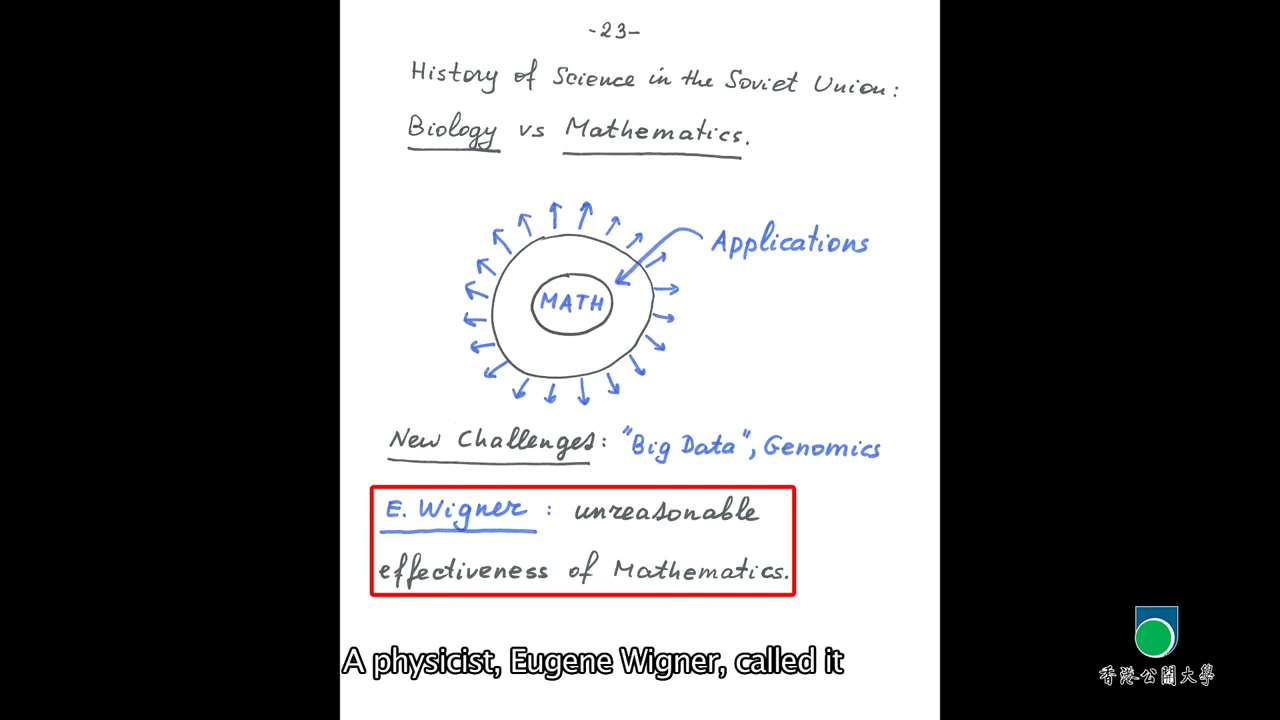 -23-
History of Science in the Soviet Union:
Biology vs Mathematics.
Applications
MATH
New Challenges: "Big Data", Genomics
E. Wigner : unreasonable
effectiveness of Mathematics.
A physicist, Eugene Wigner, called it
香港公開大學